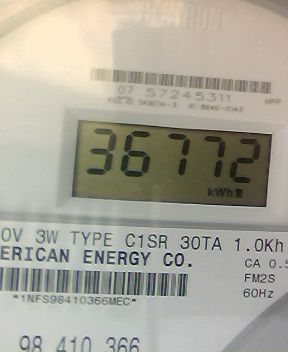 CENTRON
07 57245311
36772
kWh
0V 3W TYPE C1SR 30TA 1.0Kh
ERICAN ENERGY CO.
CA 0.5
FM2S
*1NFS98410366MEC*
60Hz
98 410 366